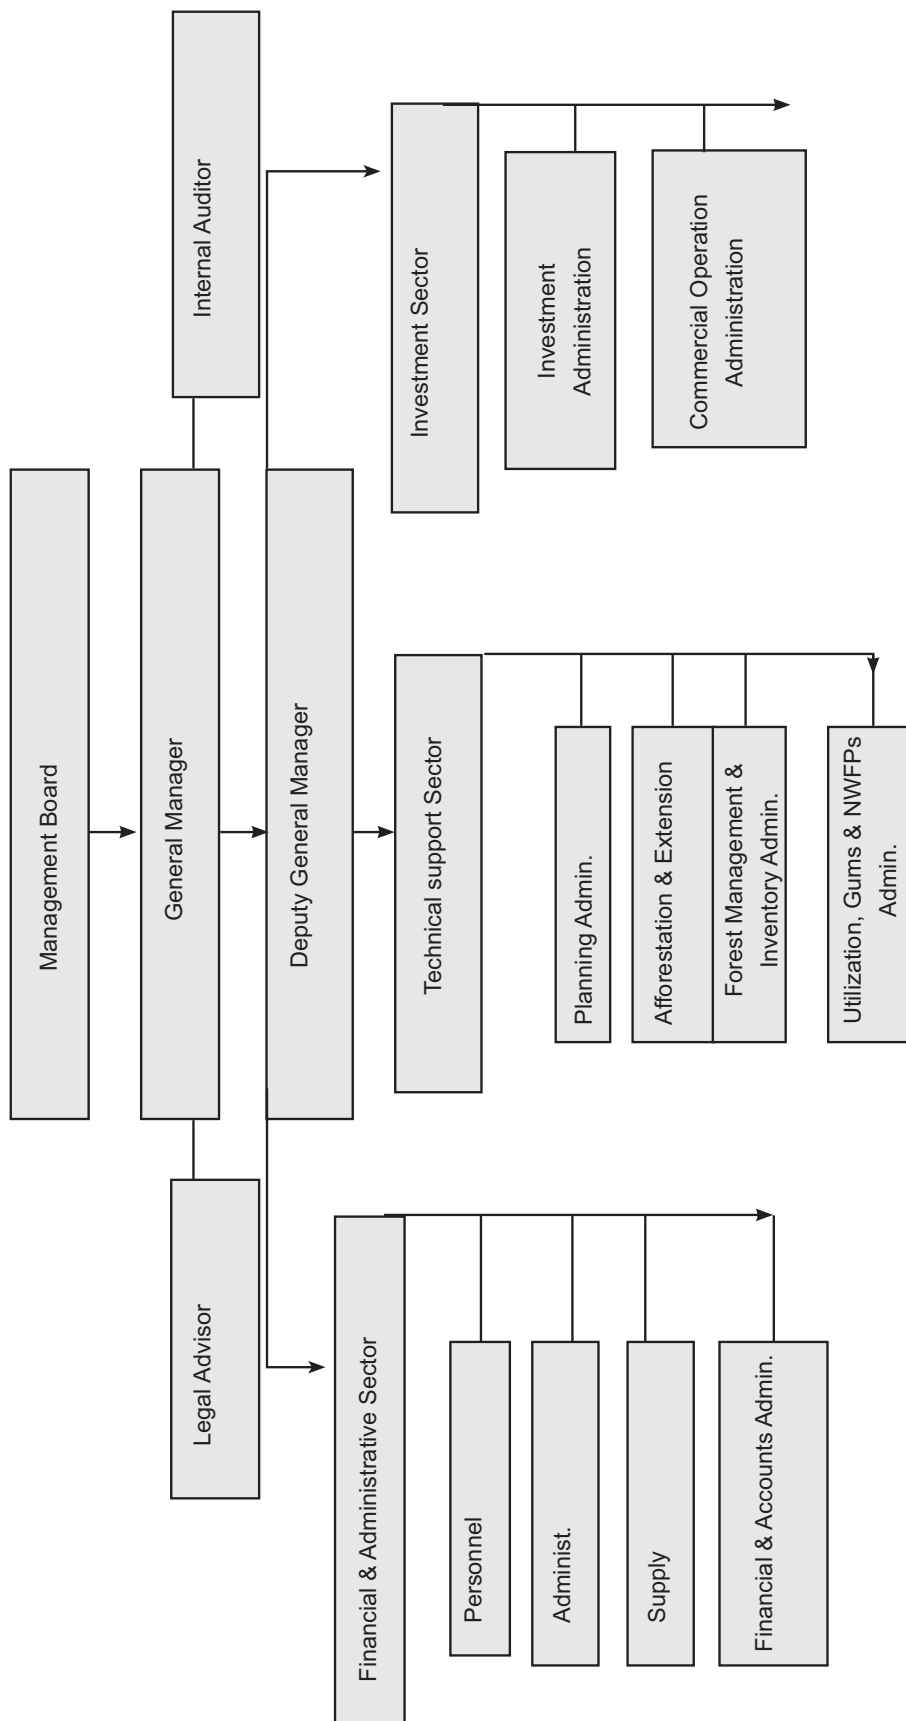 Management Board
Legal Advisor
General Manager
Internal Auditor
Deputy General Manager
Financial & Administrative Sector
Technical support Sector
Investment Sector
Personnel
Administ.
Supply
Financial & Accounts Admin.
Planning Admin.
Afforestation & Extension
Forest Management &
Inventory Admin.
Utilization, Gums & NWFPs
Admin.
Investment
Administration
Commercial Operation
Administration